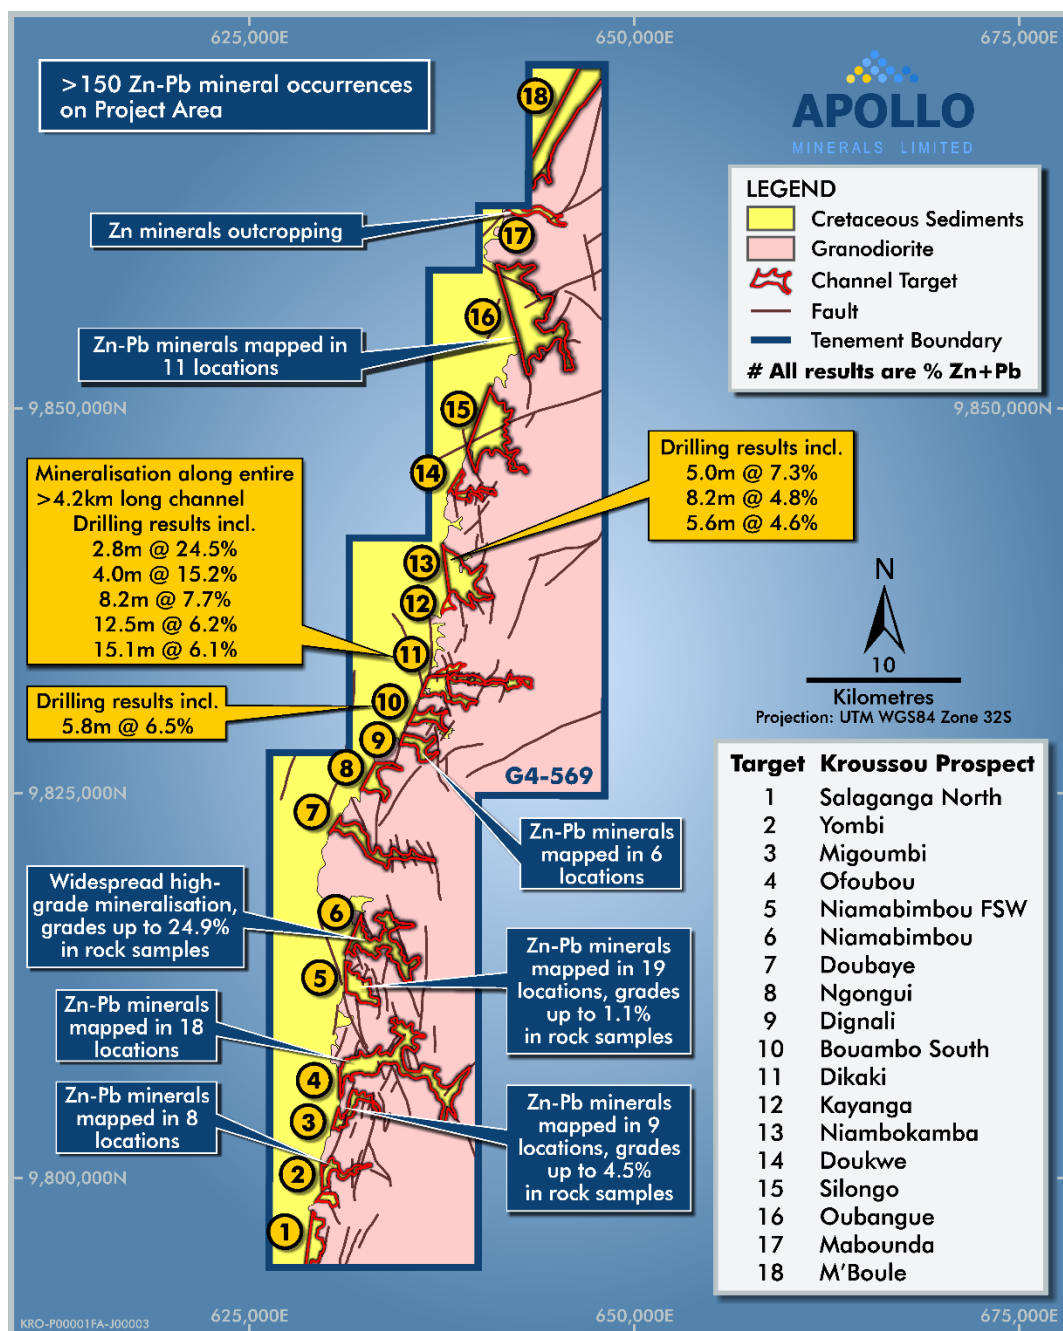 625,000E
650,000E
675,000E
>150 Zn-Pb mineral occurrences
on Project Area
APOLLO
MINERALS LIMITED
LEGEND
Cretaceous Sediments
Granodiorite
Channel Target
Fault
Tenement Boundary
# All results are % Zn+Pb
18
Zn minerals outcropping
17
16
Zn-Pb minerals mapped in
11 locations
9,850,000N
9,850,000N
15
14
Mineralisation along entire
>4.2km long channel
Drilling results incl.
2.8m @ 24.5%
4.0m @ 15.2%
8.2m @ 7.7%
12.5m @ 6.2%
15.1m @ 6.1%
Drilling results incl.
5.0m @ 7.3%
8.2m @ 4.8%
5.6m @ 4.6%
13
12
11
N
10
Kilometres
Projection: UTM WGS84 Zone 32S
Drilling results incl.
5.8m @ 6.5%
10
9
8
G4-569
9,825,000N
7
Zn-Pb minerals
mapped in 6
locations
Widespread high-
grade mineralisation,
grades up to 24.9%
in rock samples
6
5
Zn-Pb minerals
mapped in 19
locations, grades
up to 1.1%
in rock samples
Zn-Pb minerals
mapped in 18
locations
4
Zn-Pb minerals
mapped in 8
locations
3
Zn-Pb minerals
mapped in 9
locations, grades
up to 4.5%
in rock samples
2
9,800,000N
1
Target Kroussou Prospect
1 Salaganga North
2 Yombi
3 Migoumbi
4 Ofoubou
5 Niamabimbou FSW
6 Niamabimbou
7 Doubaye
8 Ngongui
9 Dignali
10 Bouambo South
11 Dikaki
12 Kayanga
13 Niambokamba
14 Doukwe
15 Silongo
16 Oubangue
17 Mabounda
18 M'Boule
KRO-P00001FA-J00003
625,000E
650,000E
675,000E